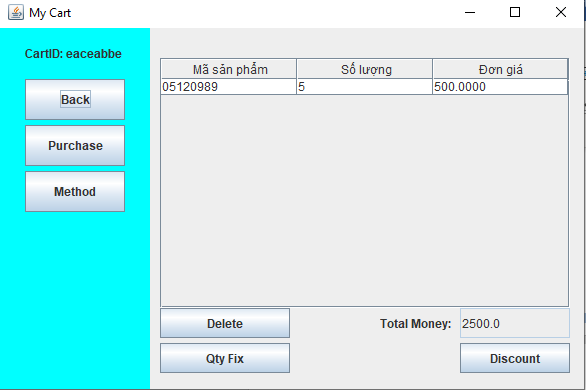 My Cart
CartID: eaceabbe
Back
Purchase
Method
Mã sản phẩm Số lượng Đơn giá
05120989 5 500.0000
Delete
Total Money: 2500.0
Qty Fix
Discount